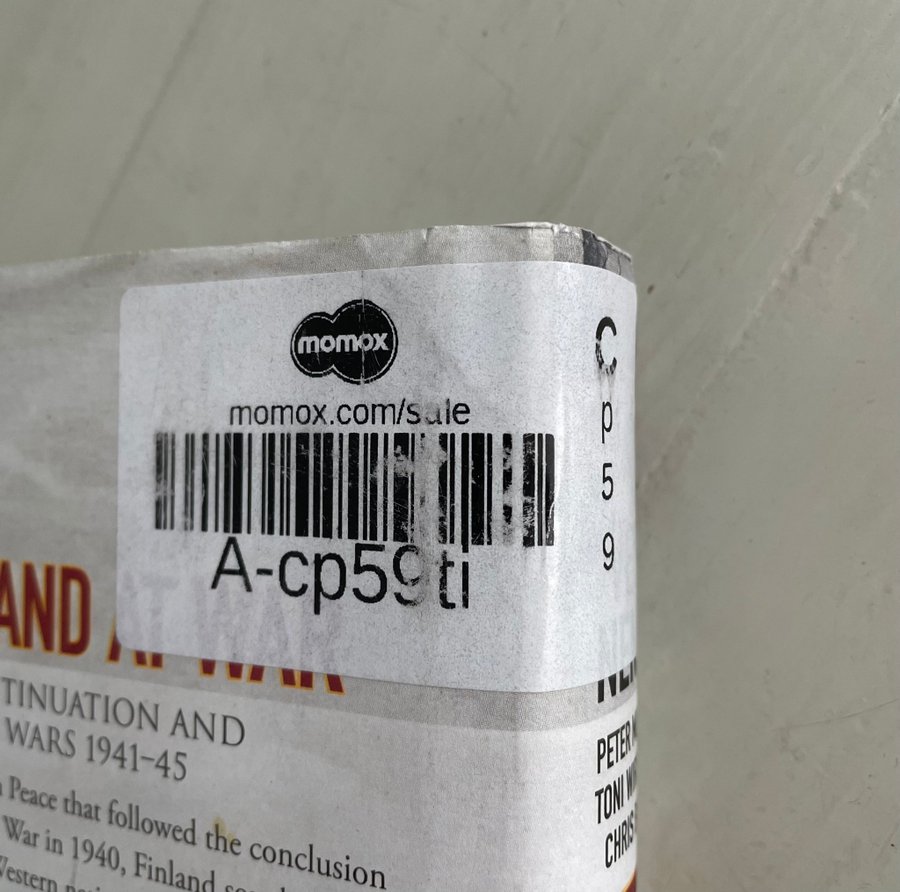 momox
momox.com/sale
A-cp59ti
C
p
5
9
AND AT WAR
TINUATION AND
WARS 1941–45
Peace that followed the conclusion
War in 1940, Finland
Western
PETER
TONI
CHRIS